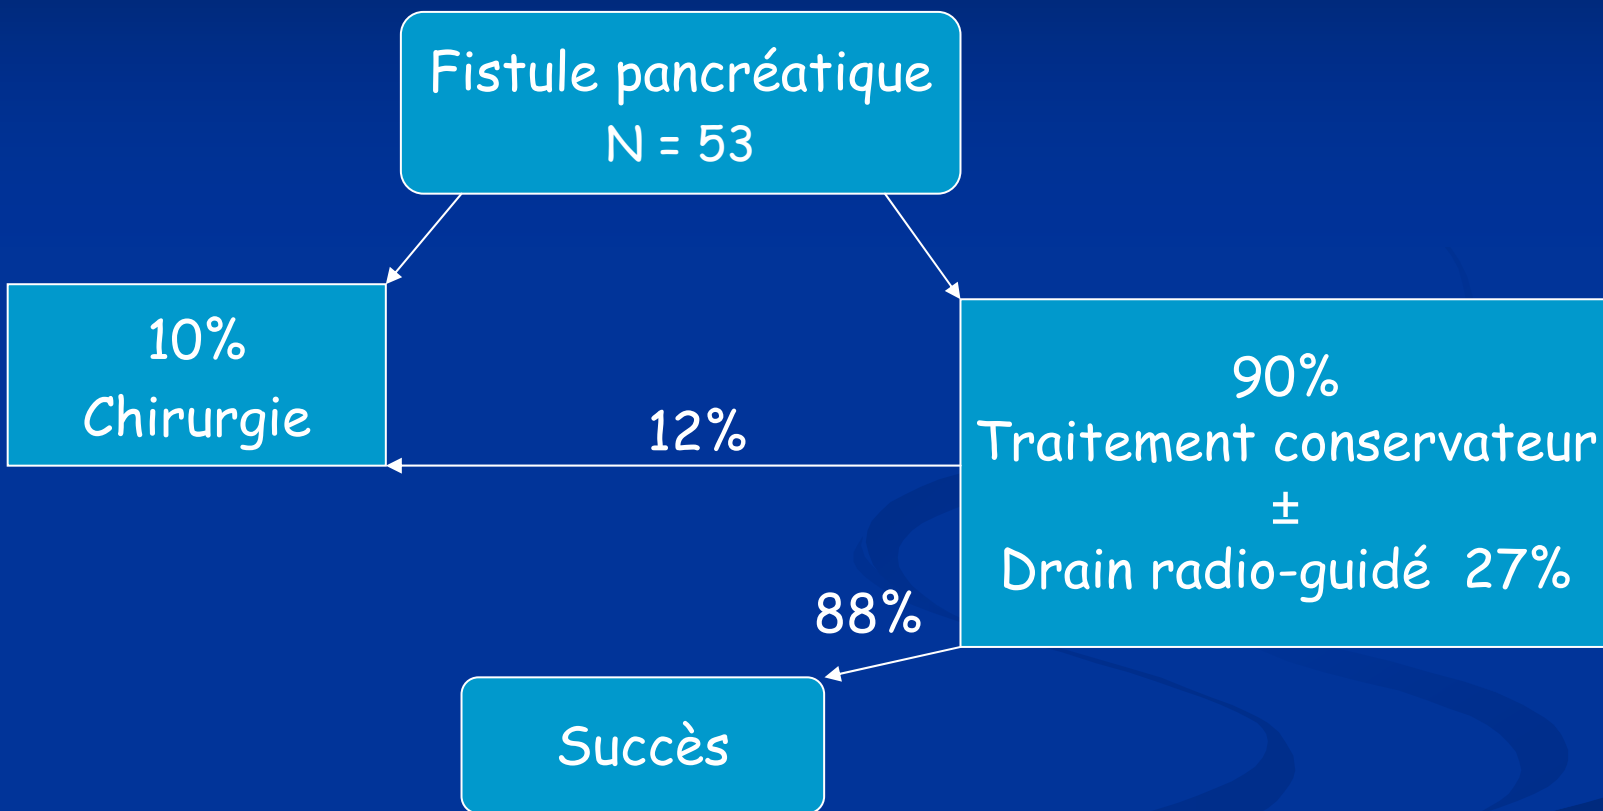 Fistule pancréatique
N = 53
10%
Chirurgie
12%
90%
Traitement conservateur
±
Drain radio-guidé 27%
88%
Succès